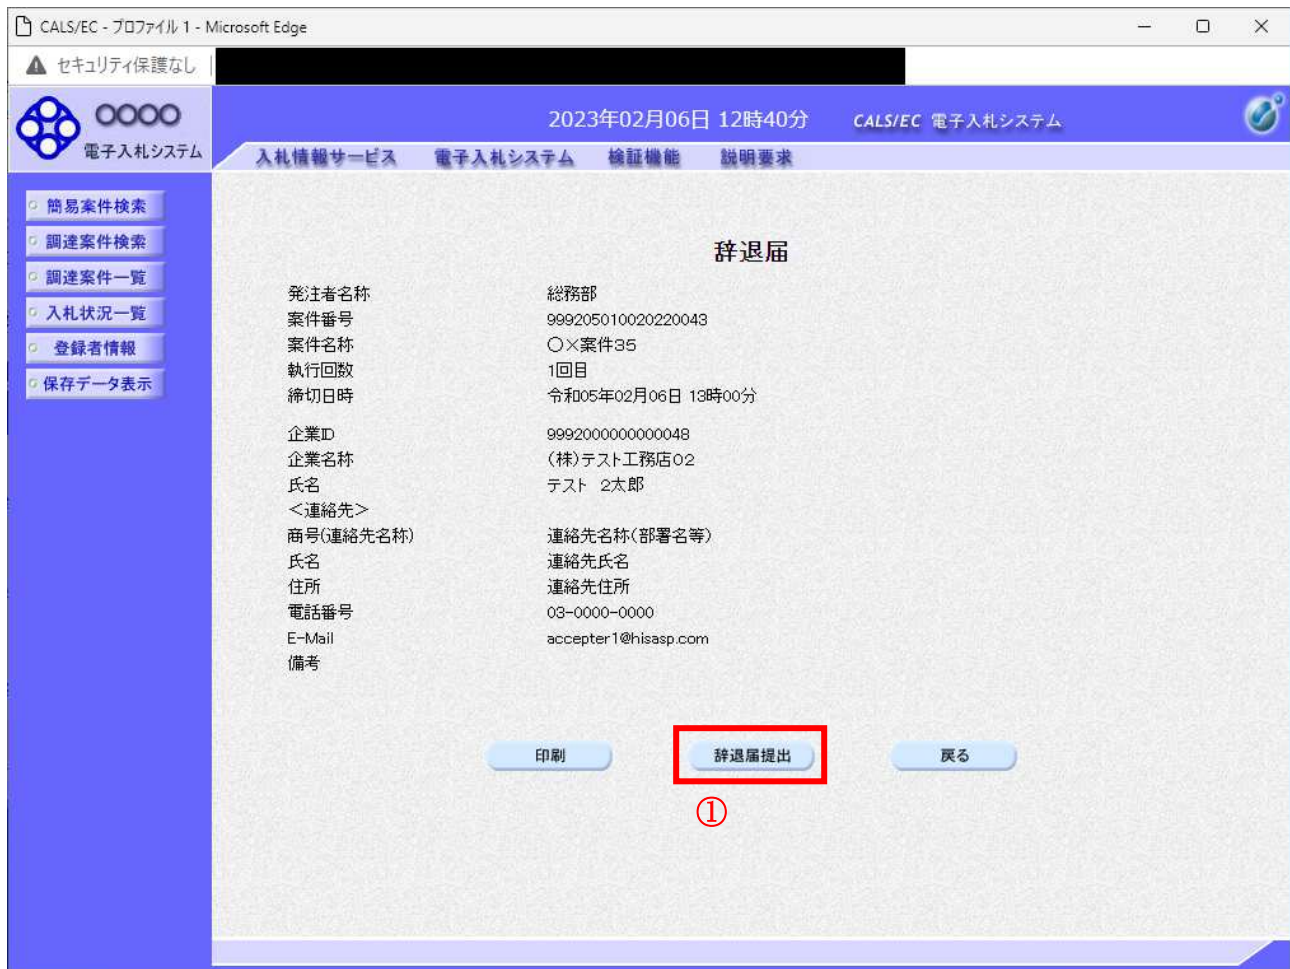 CALS/EC - プロファイル 1 - Microsoft Edge
セキュリティ保護なし
○○○○
電子入札システム
2023年02月06日 12時40分
CALS/EC 電子入札システム
入札情報サービス 電子入札システム 検証機能 説明要求
簡易案件検索
調達案件検索
調達案件一覧
入札状況一覧
登録者情報
保存データ表示
辞退届
発注者名称 総務部
案件番号 999205010020220043
案件名称 ○×案件35
執行回数 1回目
締切日時 令和05年02月06日 13時00分
企業ID 9992000000000048
企業名称 (株)テスト工務店02
氏名 テスト 2太郎
<連絡先>
商号(連絡先名称) 連絡先名称(部署名等)
氏名 連絡先氏名
住所 連絡先住所
電話番号 03-0000-0000
E-Mail accepter1@hisasp.com
備考
印刷 辞退届提出 戻る
①